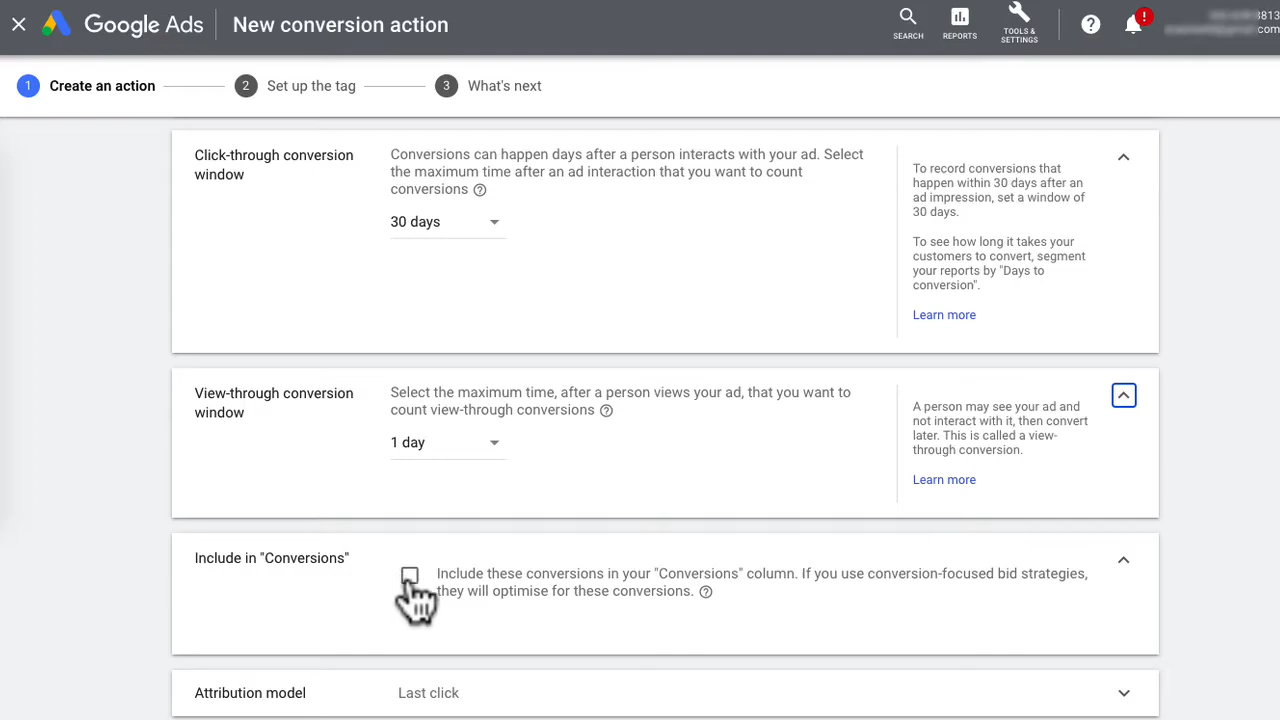 Google Ads
New conversion action
SEARCH
REPORTS
TOOLS &
SETTINGS
?
!
3813
com
1 Create an action
2 Set up the tag
3 What's next
Click-through conversion
window
Conversions can happen days after a person interacts with your ad. Select
the maximum time after an ad interaction that you want to count
conversions ?
30 days
To record conversions that
happen within 30 days after an
ad impression, set a window of
30 days.
To see how long it takes your
customers to convert, segment
your reports by "Days to
conversion".
Learn more
View-through conversion
window
Select the maximum time, after a person views your ad, that you want to
count view-through conversions ?
1 day
A person may see your ad and
not interact with it, then convert
later. This is called a view-
through conversion.
Learn more
Include in "Conversions"
Include these conversions in your "Conversions" column. If you use conversion-focused bid strategies,
they will optimise for these conversions. ?
Attribution model
Last click